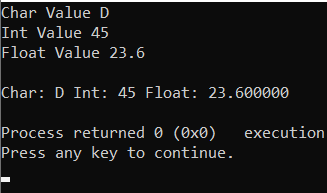 Char Value D
Int Value 45
Float Value 23.6
Char: D Int: 45 Float: 23.600000
Process returned 0 (0x0)   execution
Press any key to continue.